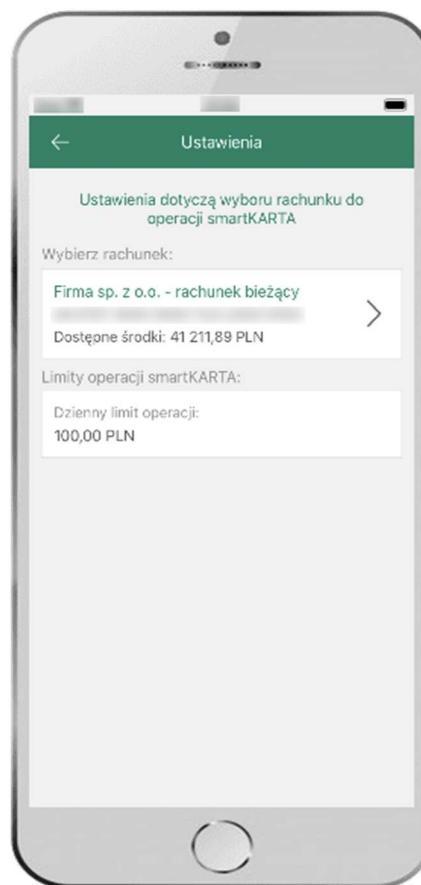 Ustawienia
Ustawienia dotyczą wyboru rachunku do
operacji smartKARTA
Wybierz rachunek:
Firma sp. z o.o. - rachunek bieżący
Dostępne środki: 41 211,89 PLN
Limity operacji smartKARTA:
Dzienny limit operacji:
100,00 PLN